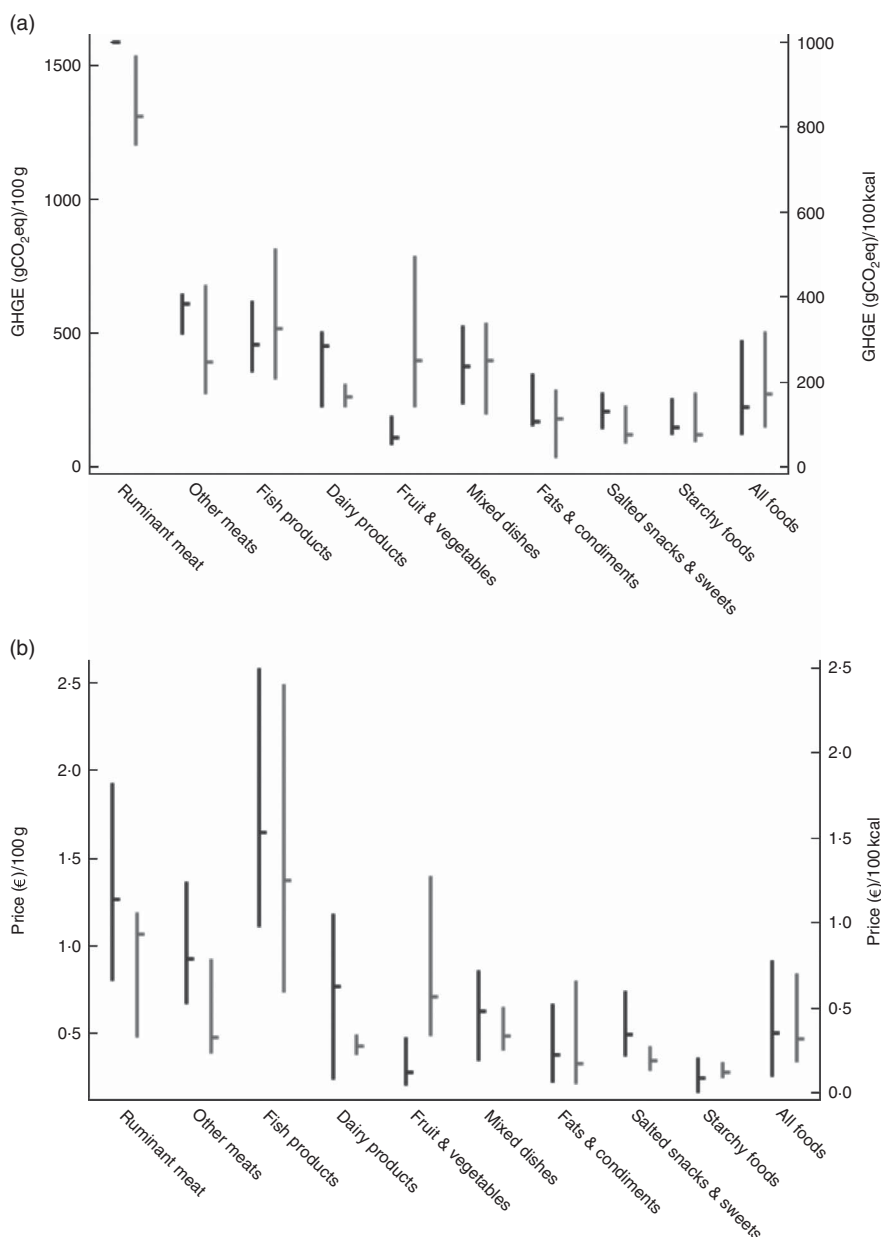 (a)
1500
1000
500
0
GHGE (gCO₂eq)/100 g
1000
800
600
400
200
0
GHGE (gCO₂eq)/100 kcal
Ruminant meat
Other meats
Fish products
Dairy products
Fruit & vegetables
Mixed dishes
Fats & condiments
Salted snacks & sweets
Starchy foods
All foods
(b)
2·5
2·0
1·5
1·0
0·5
Price (€)/100 g
2·5
2·0
1·5
1·0
0·5
0·0
Price (€)/100 kcal
Ruminant meat
Other meats
Fish products
Dairy products
Fruit & vegetables
Mixed dishes
Fats & condiments
Salted snacks & sweets
Starchy foods
All foods